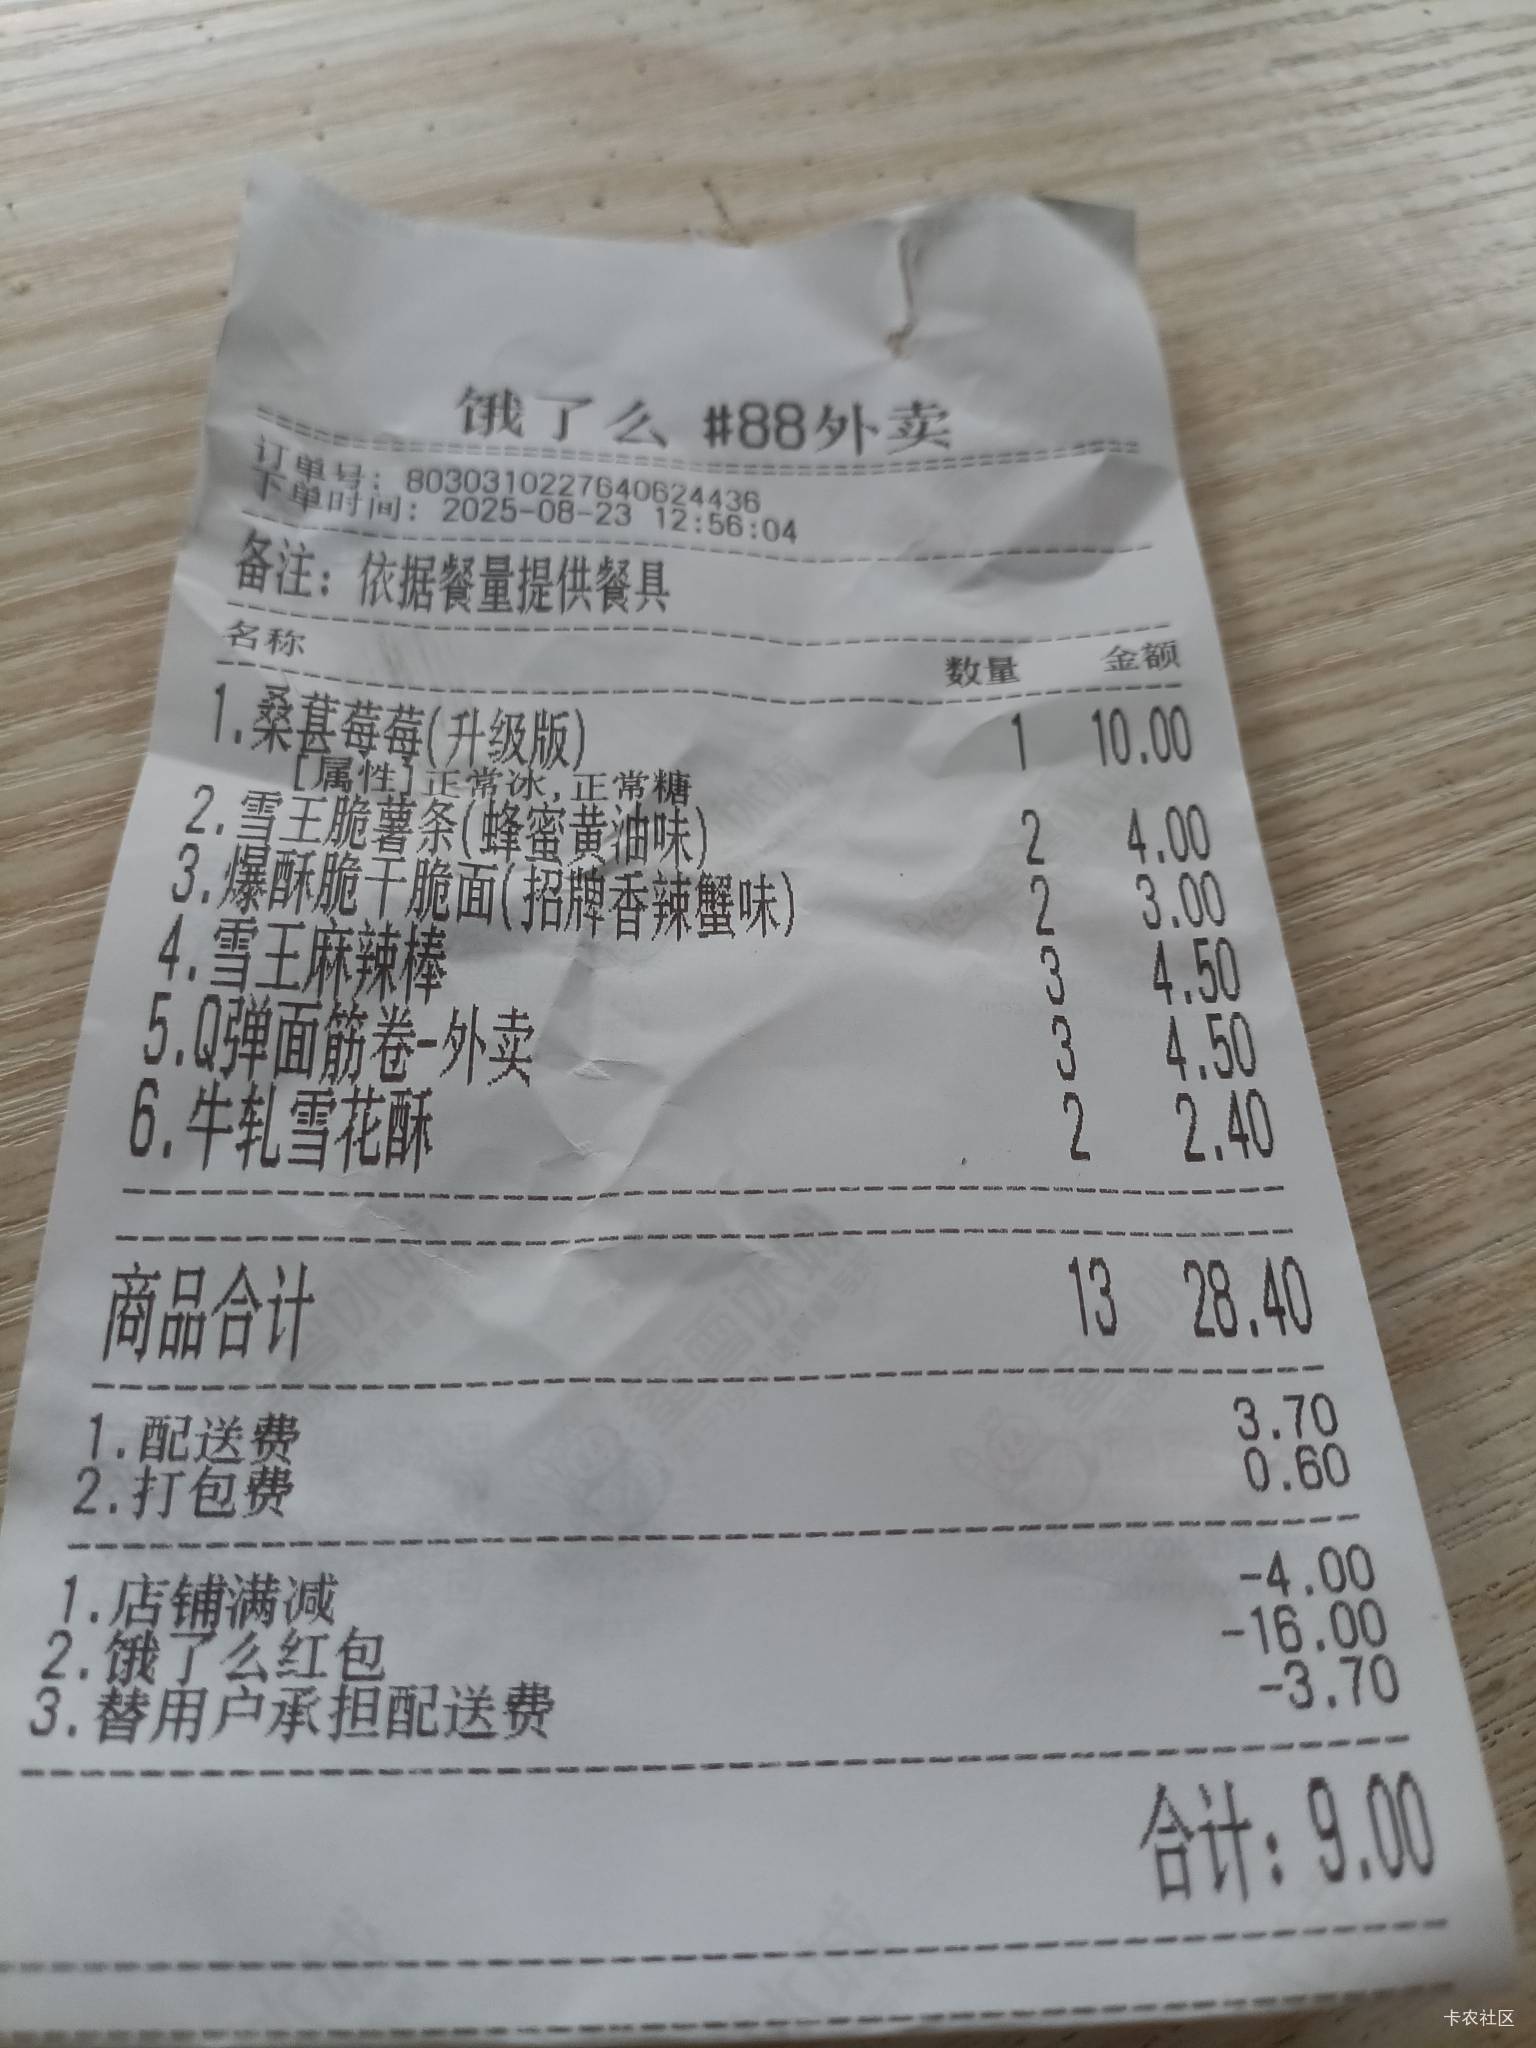 饿了么 #88外卖
订单号: 8030310227640624436
下单时间: 2025-08-23 12:56:04
备注: 依据餐量提供餐具
名称 数量 金额
1.桑葚莓莓(升级版) 1 10.00
[属性]正常冰,正常糖
2.雪王脆薯条(蜂蜜黄油味) 2 4.00
3.爆酥脆干脆面(招牌香辣蟹味) 2 3.00
4.雪王麻辣棒 3 4.50
5.Q弹面筋卷-外卖 3 4.50
6.牛轧雪花酥 2 2.40
商品合计 13 28.40
1.配送费 3.70
2.打包费 0.60
1.店铺满减 -4.00
2.饿了么红包 -16.00
3.替用户承担配送费 -3.70
合计: 9.00
蜜雪冰城
蜜雪冰城
卡农社区